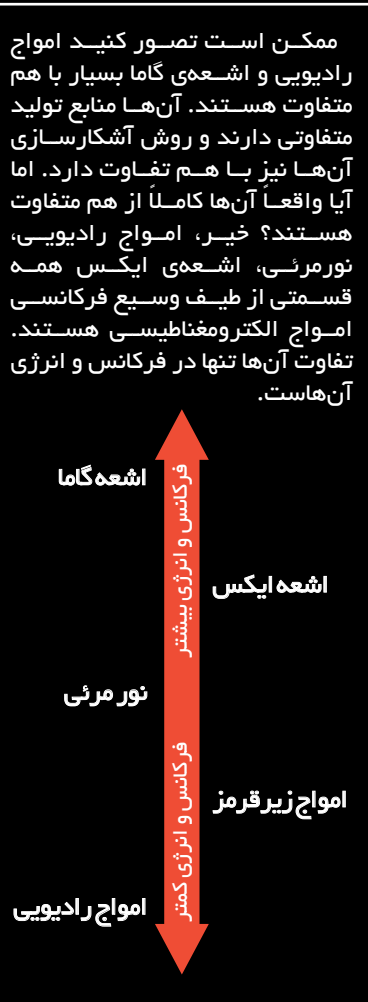 ممکن است تصور کنید امواج
رادیویی و اشعه‌ی گاما بسیار با هم
متفاوت هستند. آن‌ها منابع تولید
متفاوتی دارند و روش آشکارسازی
آن‌ها نیز با هم تفاوت دارد. اما
آیا واقعاً آن‌ها کاملاً از هم متفاوت
هستند؟ خیر، امواج رادیویی،
نورمرئی، اشعه‌ی ایکس همه
قسمتی از طیف وسیع فرکانسی
امواج الکترومغناطیسی هستند.
تفاوت آن‌ها تنها در فرکانس و انرژی
آن‌هاست.
اشعه گاما
فرکانس و انرژی بیشتر
اشعه ایکس
نور مرئی
فرکانس و انرژی کمتر
امواج زیرقرمز
امواج رادیویی